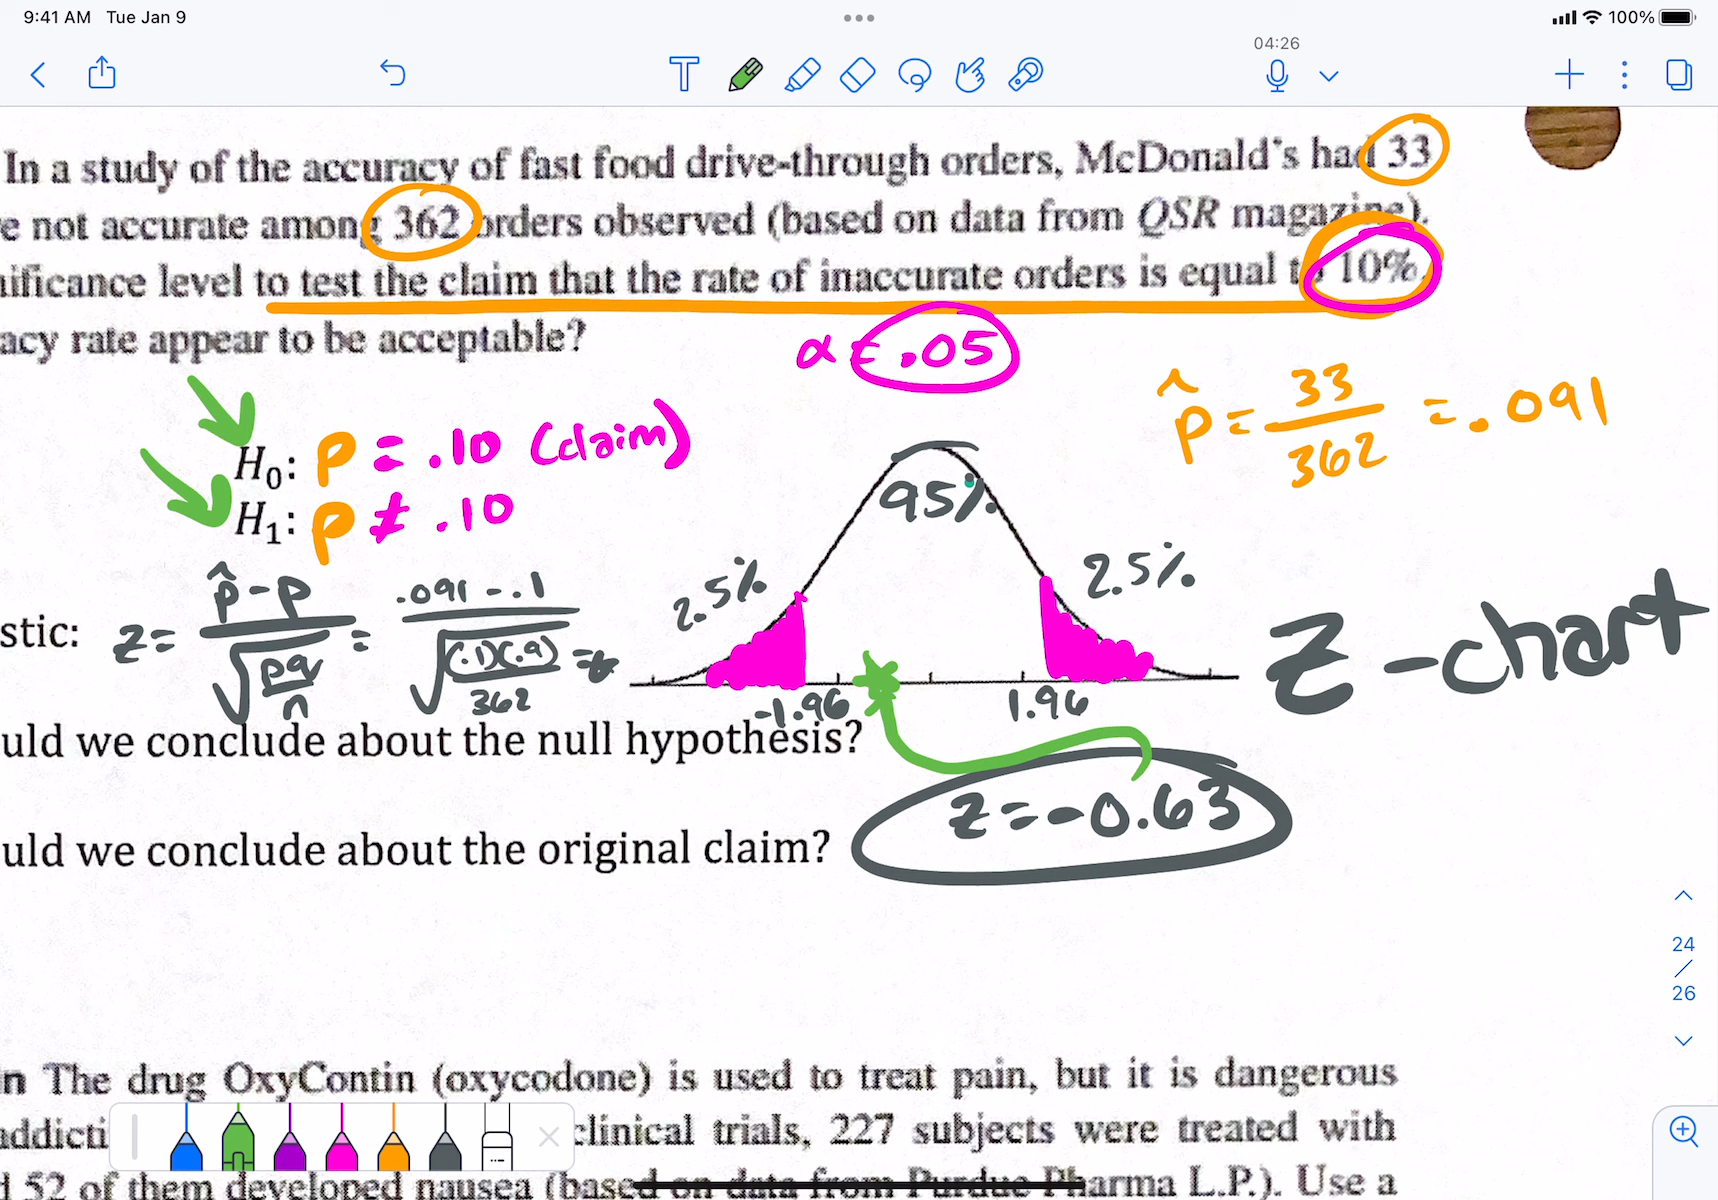 9:41 AM Tue Jan 9
100%
04:26
In a study of the accuracy of fast food drive-through orders, McDonald's had 33
e not accurate among 362 orders observed (based on data from QSR magazine).
ificance level to test the claim that the rate of inaccurate orders is equal to 10%.
acy rate appear to be acceptable?
α = .05
p̂ = 33/362 = .091
H₀: p = .10 (claim)
H₁: p ≠ .10
95%
2.5%
2.5%
stic: z = p̂-p/√pq/n = .091-.1/√(.1)(.9)/362 =
-1.96
1.96
Z-chart
uld we conclude about the null hypothesis?
z=-0.63
uld we conclude about the original claim?
24
/
26
n The drug OxyContin (oxycodone) is used to treat pain, but it is dangerous
addicti clinical trials, 227 subjects were treated with
d 52 of them developed nausea (based on data from Purdue Pharma L.P.). Use a